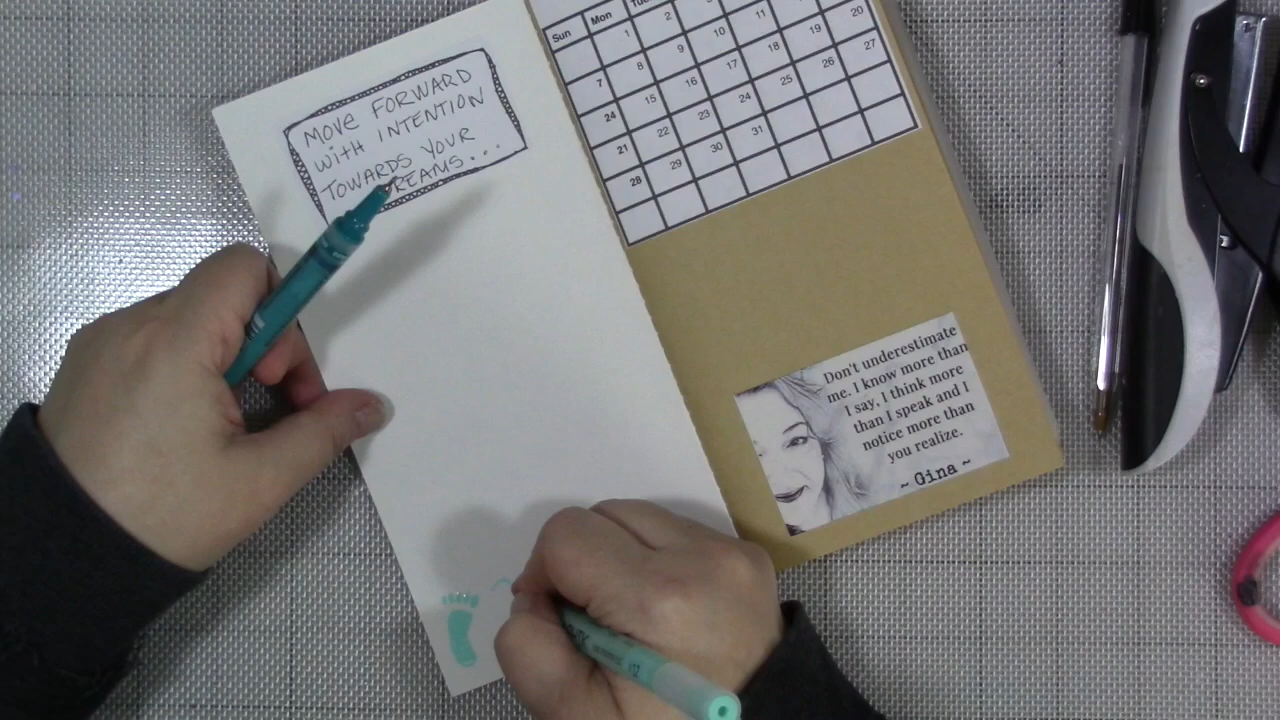 MOVE FORWARD
WITH INTENTION
TOWARDS YOUR
REAMS...
Sun Mon
1 2
7 8 9 10 11
24 15 16 17 18 19 20
21 22 23 24 25 26 27
28 29 30 31
Don't underestimate
me. I know more than
I say, I think more
than I speak and I
notice more than
you realize.
~ Gina ~